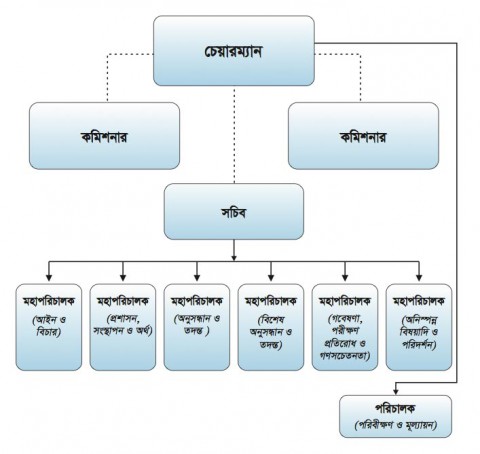 চেয়ারম্যান
কমিশনার
কমিশনার
সচিব
মহাপরিচালক
(আইন ও
বিচার)
মহাপরিচালক
(প্রশাসন,
সংস্থাপন ও অর্থ)
মহাপরিচালক
(অনুসন্ধান ও
তদন্ত )
মহাপরিচালক
(বিশেষ
অনুসন্ধান ও
তদন্ত)
মহাপরিচালক
(গবেষণা,
পরীক্ষণ
প্রতিরোধ ও
গণসচেতনতা)
মহাপরিচালক
(অনিস্পন্ন
বিষয়াদি ও
পরিদর্শন)
পরিচালক
(পরিবীক্ষণ ও মূল্যায়ন)